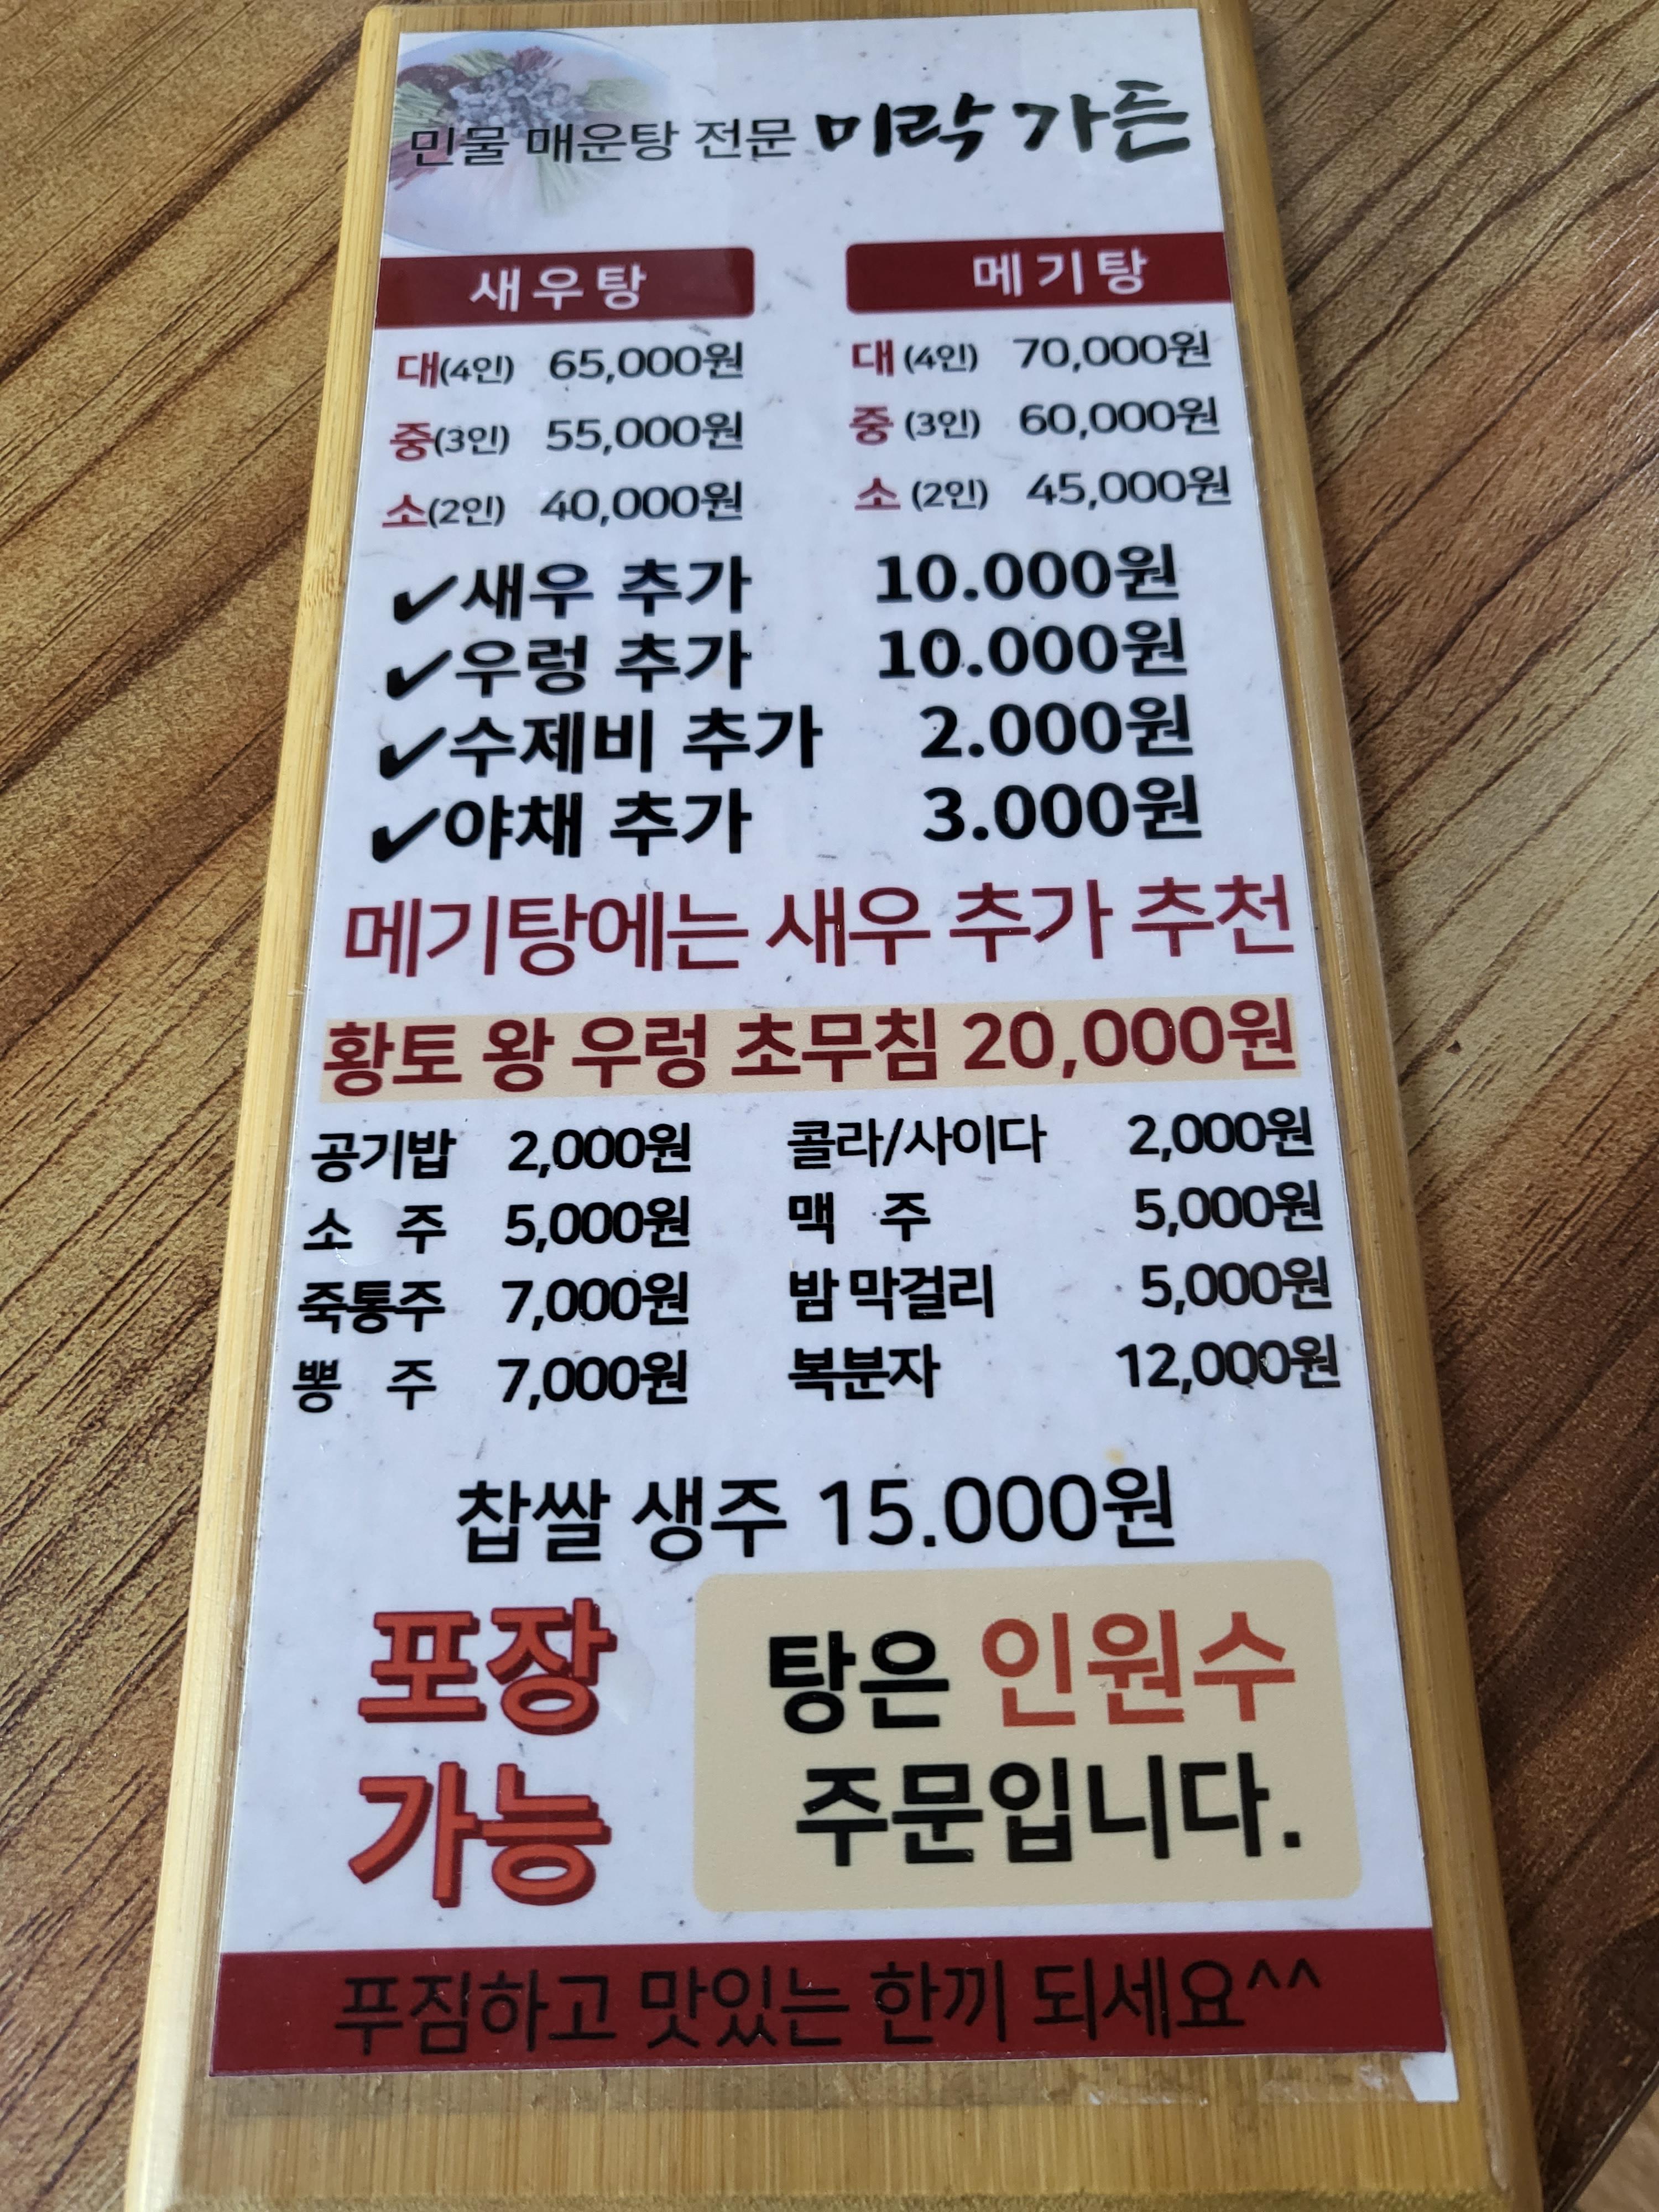 민물 매운탕 전문 미락 가든
새우탕 메기탕
대(4인) 65,000원 대 (4인) 70,000원
중(3인) 55,000원 중 (3인) 60,000원
소(2인) 40,000원 소 (2인) 45,000원
✔새우 추가 10.000원
✔우렁 추가 10.000원
✔수제비 추가 2.000원
✔야채 추가 3.000원
메기탕에는 새우 추가 추천
황토 왕 우렁 초무침 20,000원
공기밥 2,000원 콜라/사이다 2,000원
소 주 5,000원 맥 주 5,000원
죽통주 7,000원 밤 막걸리 5,000원
뽕 주 7,000원 복분자 12,000원
찹쌀 생주 15.000원
포장
가능
탕은 인원수
주문입니다.
푸짐하고 맛있는 한끼 되세요^^